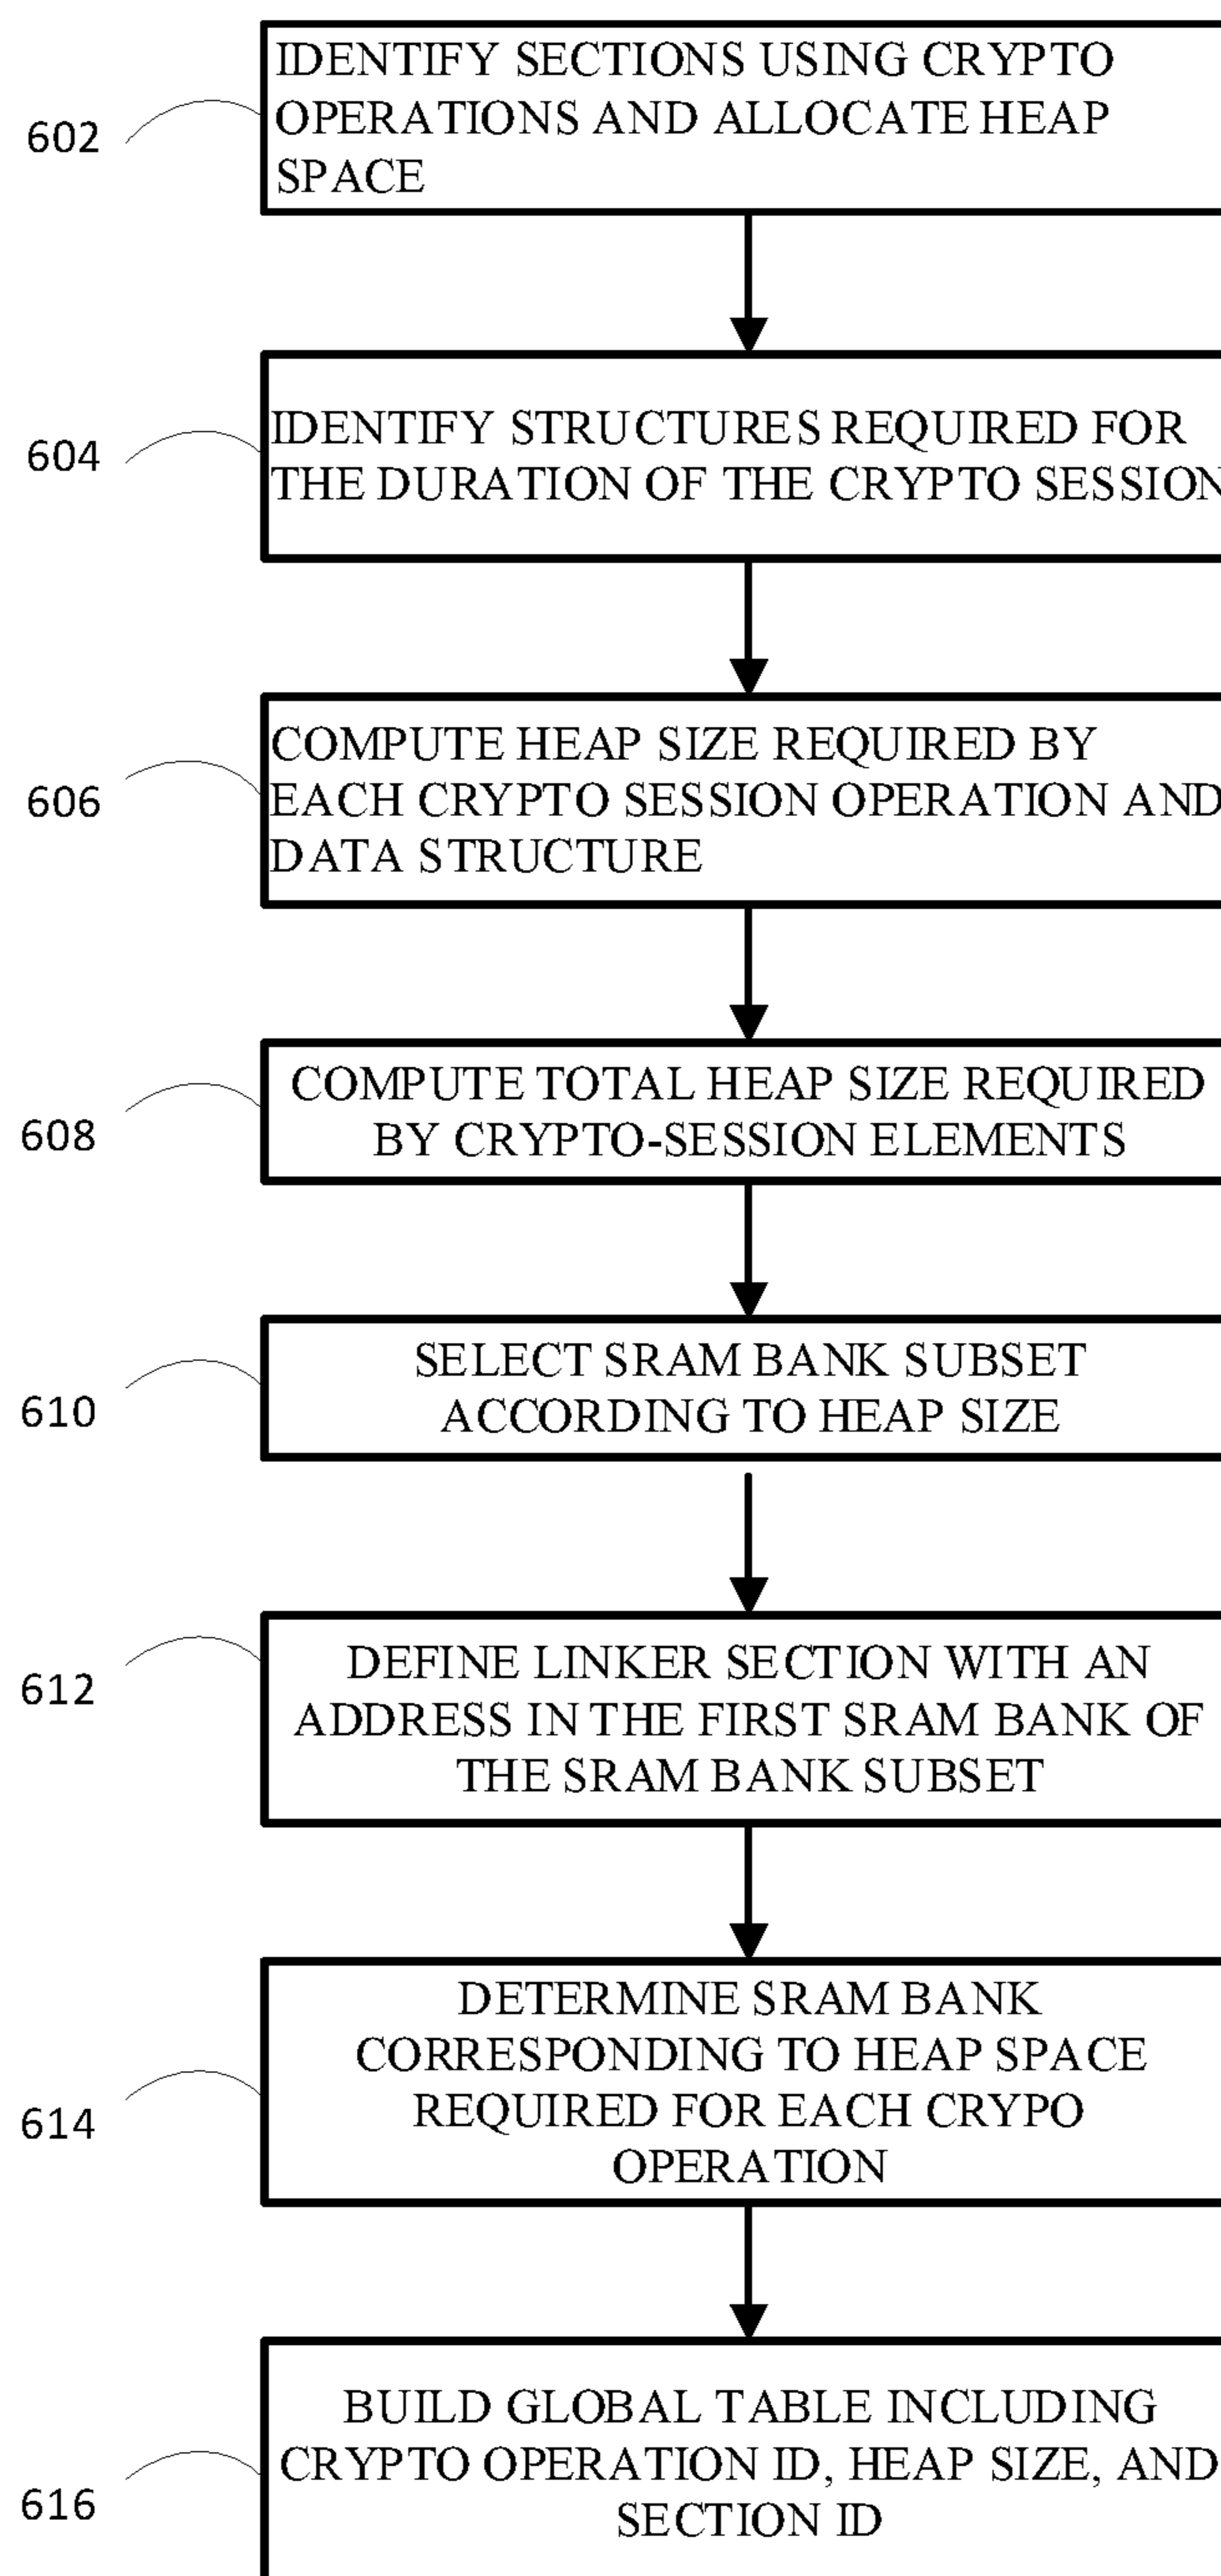 602
IDENTIFY SECTIONS USING CRYPTO
OPERATIONS AND ALLOCATE HEAP
SPACE
604
IDENTIFY STRUCTURES REQUIRED FOR
THE DURATION OF THE CRYPTO SESSION
606
COMPUTE HEAP SIZE REQUIRED BY
EACH CRYPTO SESSION OPERATION AND
DATA STRUCTURE
608
COMPUTE TOTAL HEAP SIZE REQUIRED
BY CRYPTO-SESSION ELEMENTS
610
SELECT SRAM BANK SUBSET
ACCORDING TO HEAP SIZE
612
DEFINE LINKER SECTION WITH AN
ADDRESS IN THE FIRST SRAM BANK OF
THE SRAM BANK SUBSET
614
DETERMINE SRAM BANK
CORRESPONDING TO HEAP SPACE
REQUIRED FOR EACH CRYPO
OPERATION
616
BUILD GLOBAL TABLE INCLUDING
CRYPTO OPERATION ID, HEAP SIZE, AND
SECTION ID